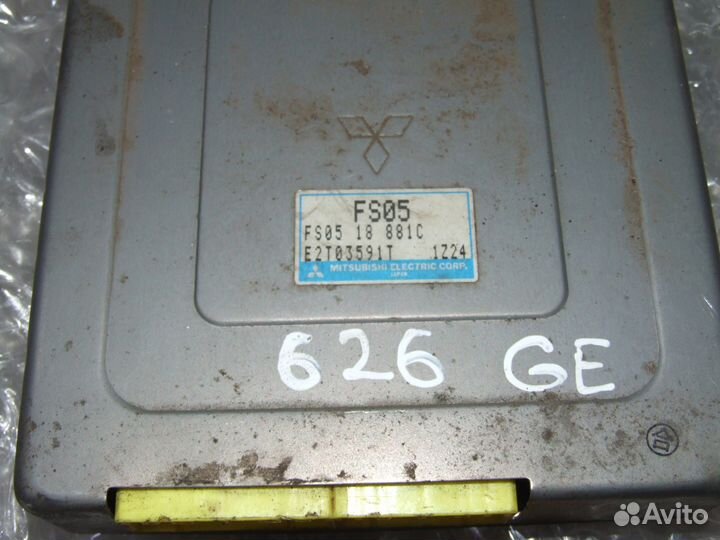 FS05
FS05 18 881C
E2T03591T 1Z24
MITSUBISHI ELECTRIC CORP.
JAPAN
626 GE
Avito